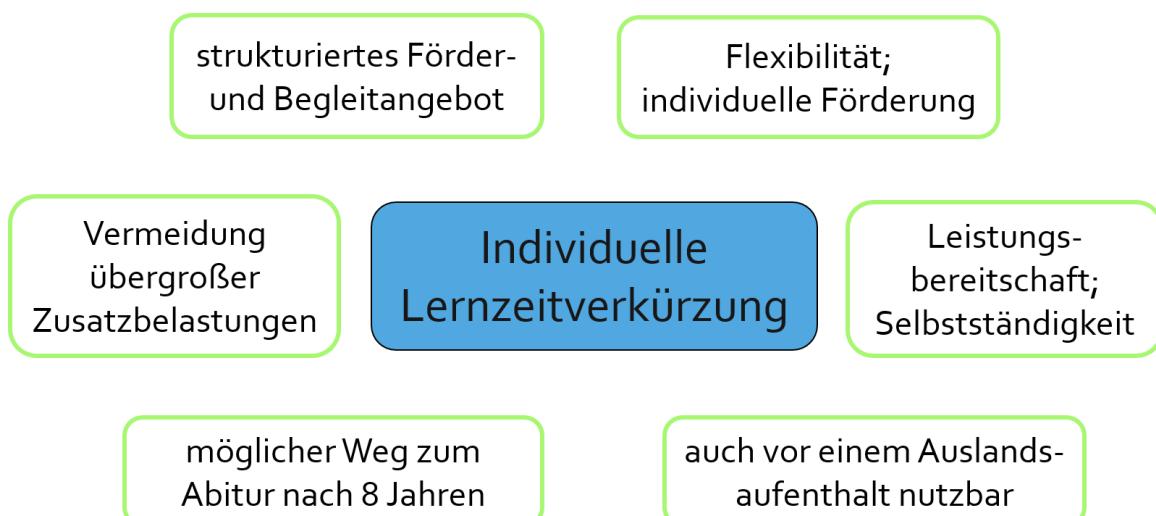 strukturiertes Förder-
und Begleitangebot
Flexibilität;
individuelle Förderung
Vermeidung
übergroßer
Zusatzbelastungen
Individuelle
Lernzeitverkürzung
Leistungs-
bereitschaft;
Selbstständigkeit
möglicher Weg zum
Abitur nach 8 Jahren
auch vor einem Auslands-
aufenthalt nutzbar